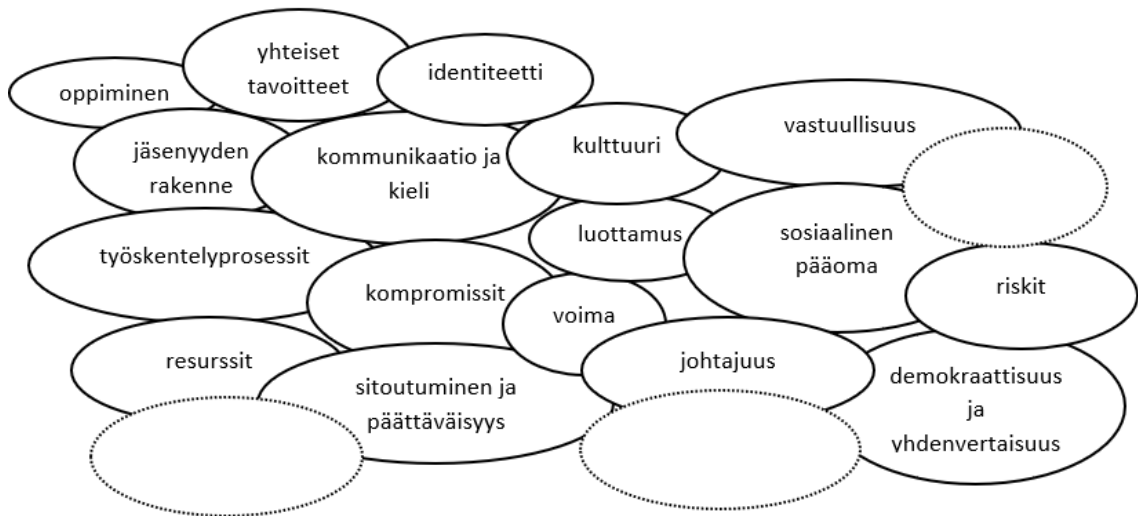 yhteiset
tavoitteet
identiteetti
oppiminen
vastuullisuus
kulttuuri
jäsenyyden
rakenne
kommunikaatio ja
kieli
luottamus
sosiaalinen
pääoma
työskentelyprosessit
kompromissit
riskit
voima
resurssit
johtajuus
sitoutuminen ja
päättäväisyys
demokraattisuus
ja
yhdenvertaisuus